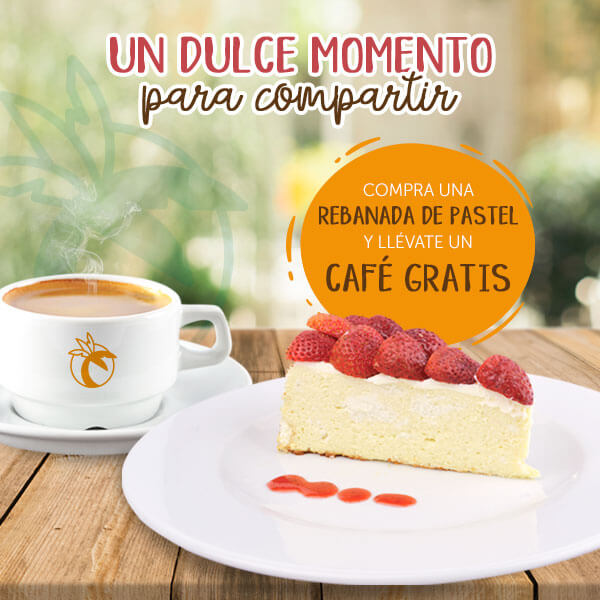 UN DULCE MOMENTO
para compartir
COMPRA UNA
REBANADA DE PASTEL
Y LLÉVATE UN
CAFÉ GRATIS